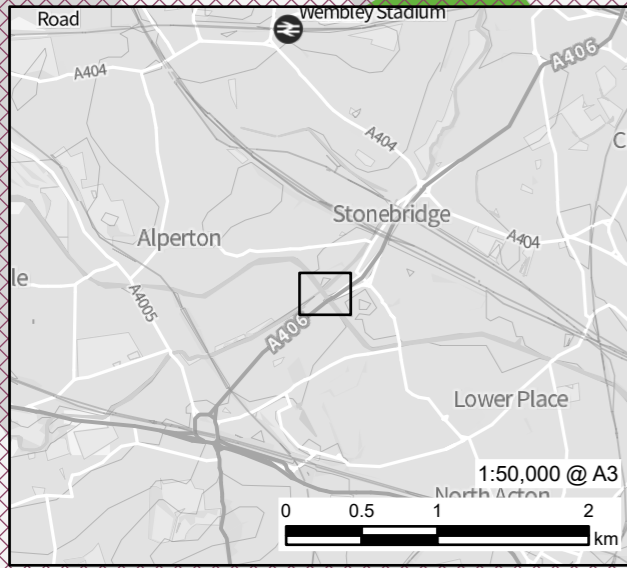 Road
Wembley Stadium
A404
A406
A404
C
Stonebridge
Alperton
A404
le
A4005
A406
Lower Place
1:50,000 @ A3
North Acton
0 0.5 1 2
km